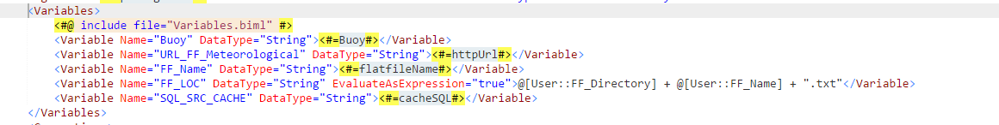 <Variables>
<#@ include file="Variables.biml" #>
<Variable Name="Buoy" DataType="String"><#=Buoy#></Variable>
<Variable Name="URL_FF_Meteorological" DataType="String"><#=httpUrl#></Variable>
<Variable Name="FF_Name" DataType="String"><#=flatfileName#></Variable>
<Variable Name="FF_LOC" DataType="String" EvaluateAsExpression="true">@[User::FF_Directory] + @[User::FF_Name] + ".txt"</Variable>
<Variable Name="SQL_SRC_CACHE" DataType="String"><#=cacheSQL#></Variable>
</Variables>